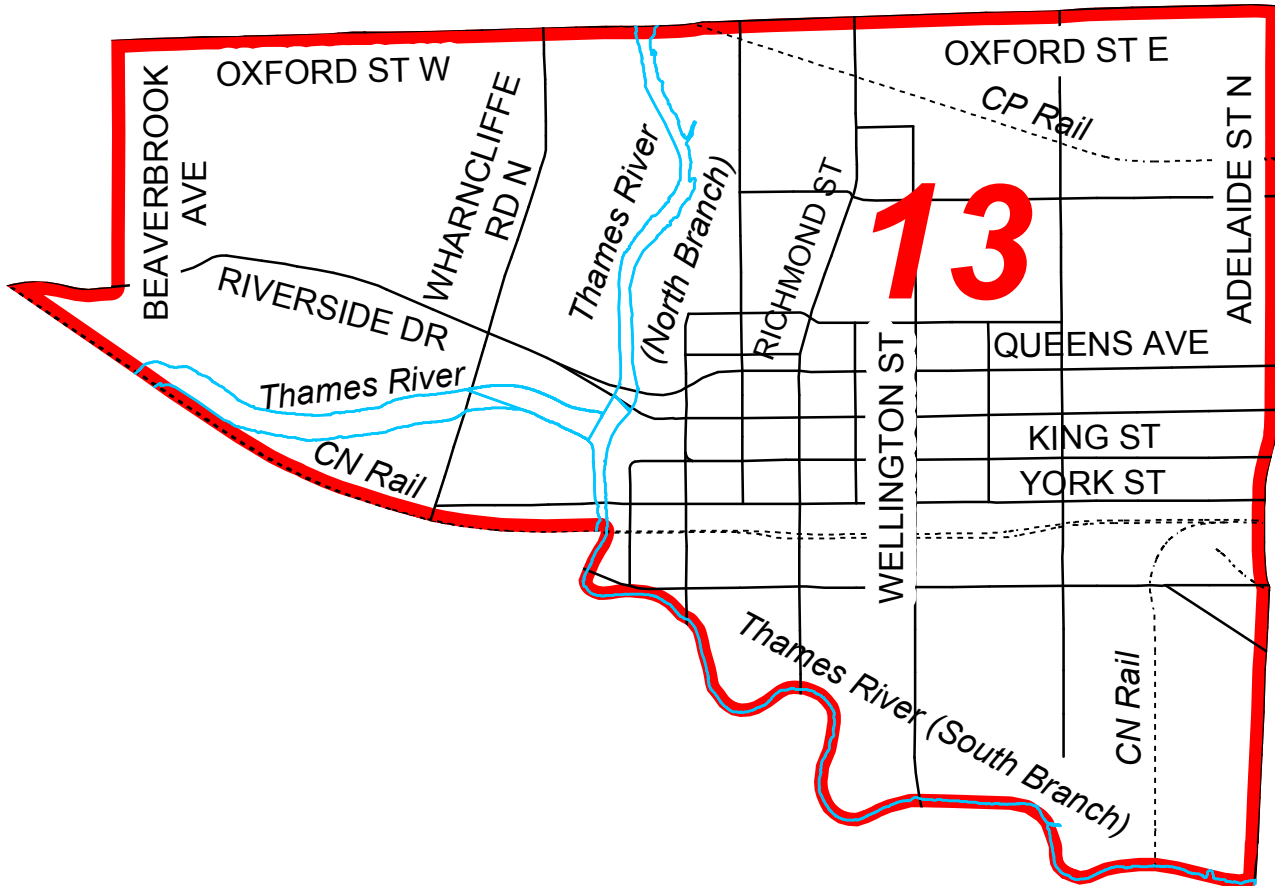 OXFORD ST W
OXFORD ST E
BEAVERBROOK
AVE
WHARNCLIFFE
RD N
Thames River
(North Branch)
CP Rail
ADELAIDE ST N
13
RICHMOND ST
RIVERSIDE DR
QUEENS AVE
Thames River
WELLINGTON ST
KING ST
CN Rail
YORK ST
Thames River (South Branch)
CN Rail